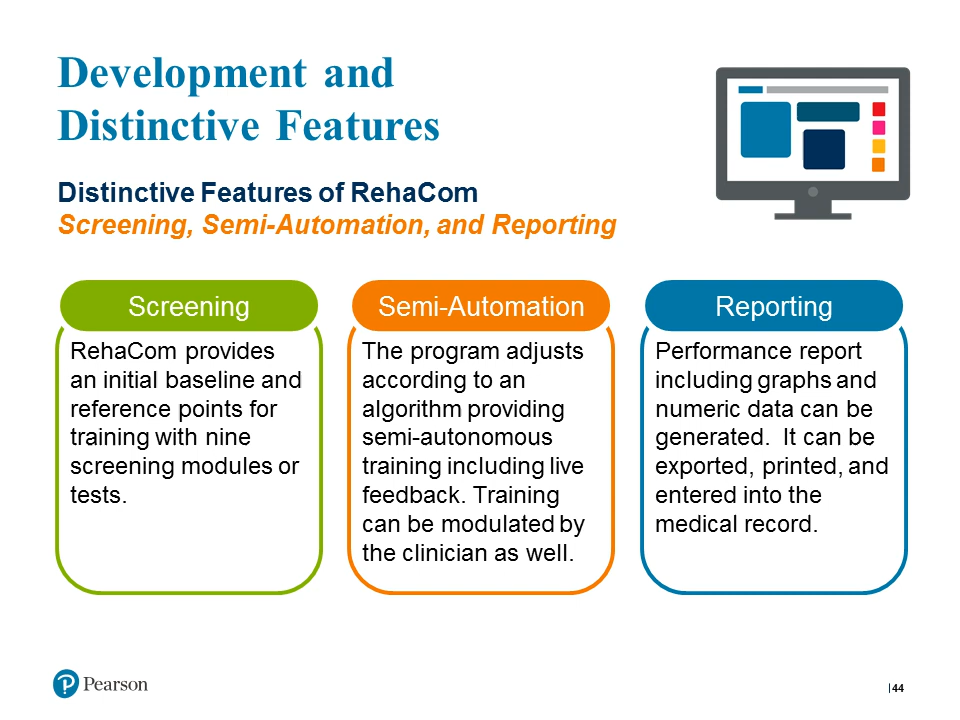 Development and
Distinctive Features
Distinctive Features of RehaCom
Screening, Semi-Automation, and Reporting
Screening
RehaCom provides
an initial baseline and
reference points for
training with nine
screening modules or
tests.
Semi-Automation
The program adjusts
according to an
algorithm providing
semi-autonomous
training including live
feedback. Training
can be modulated by
the clinician as well.
Reporting
Performance report
including graphs and
numeric data can be
generated.  It can be
exported, printed, and
entered into the
medical record.
Pearson
|44